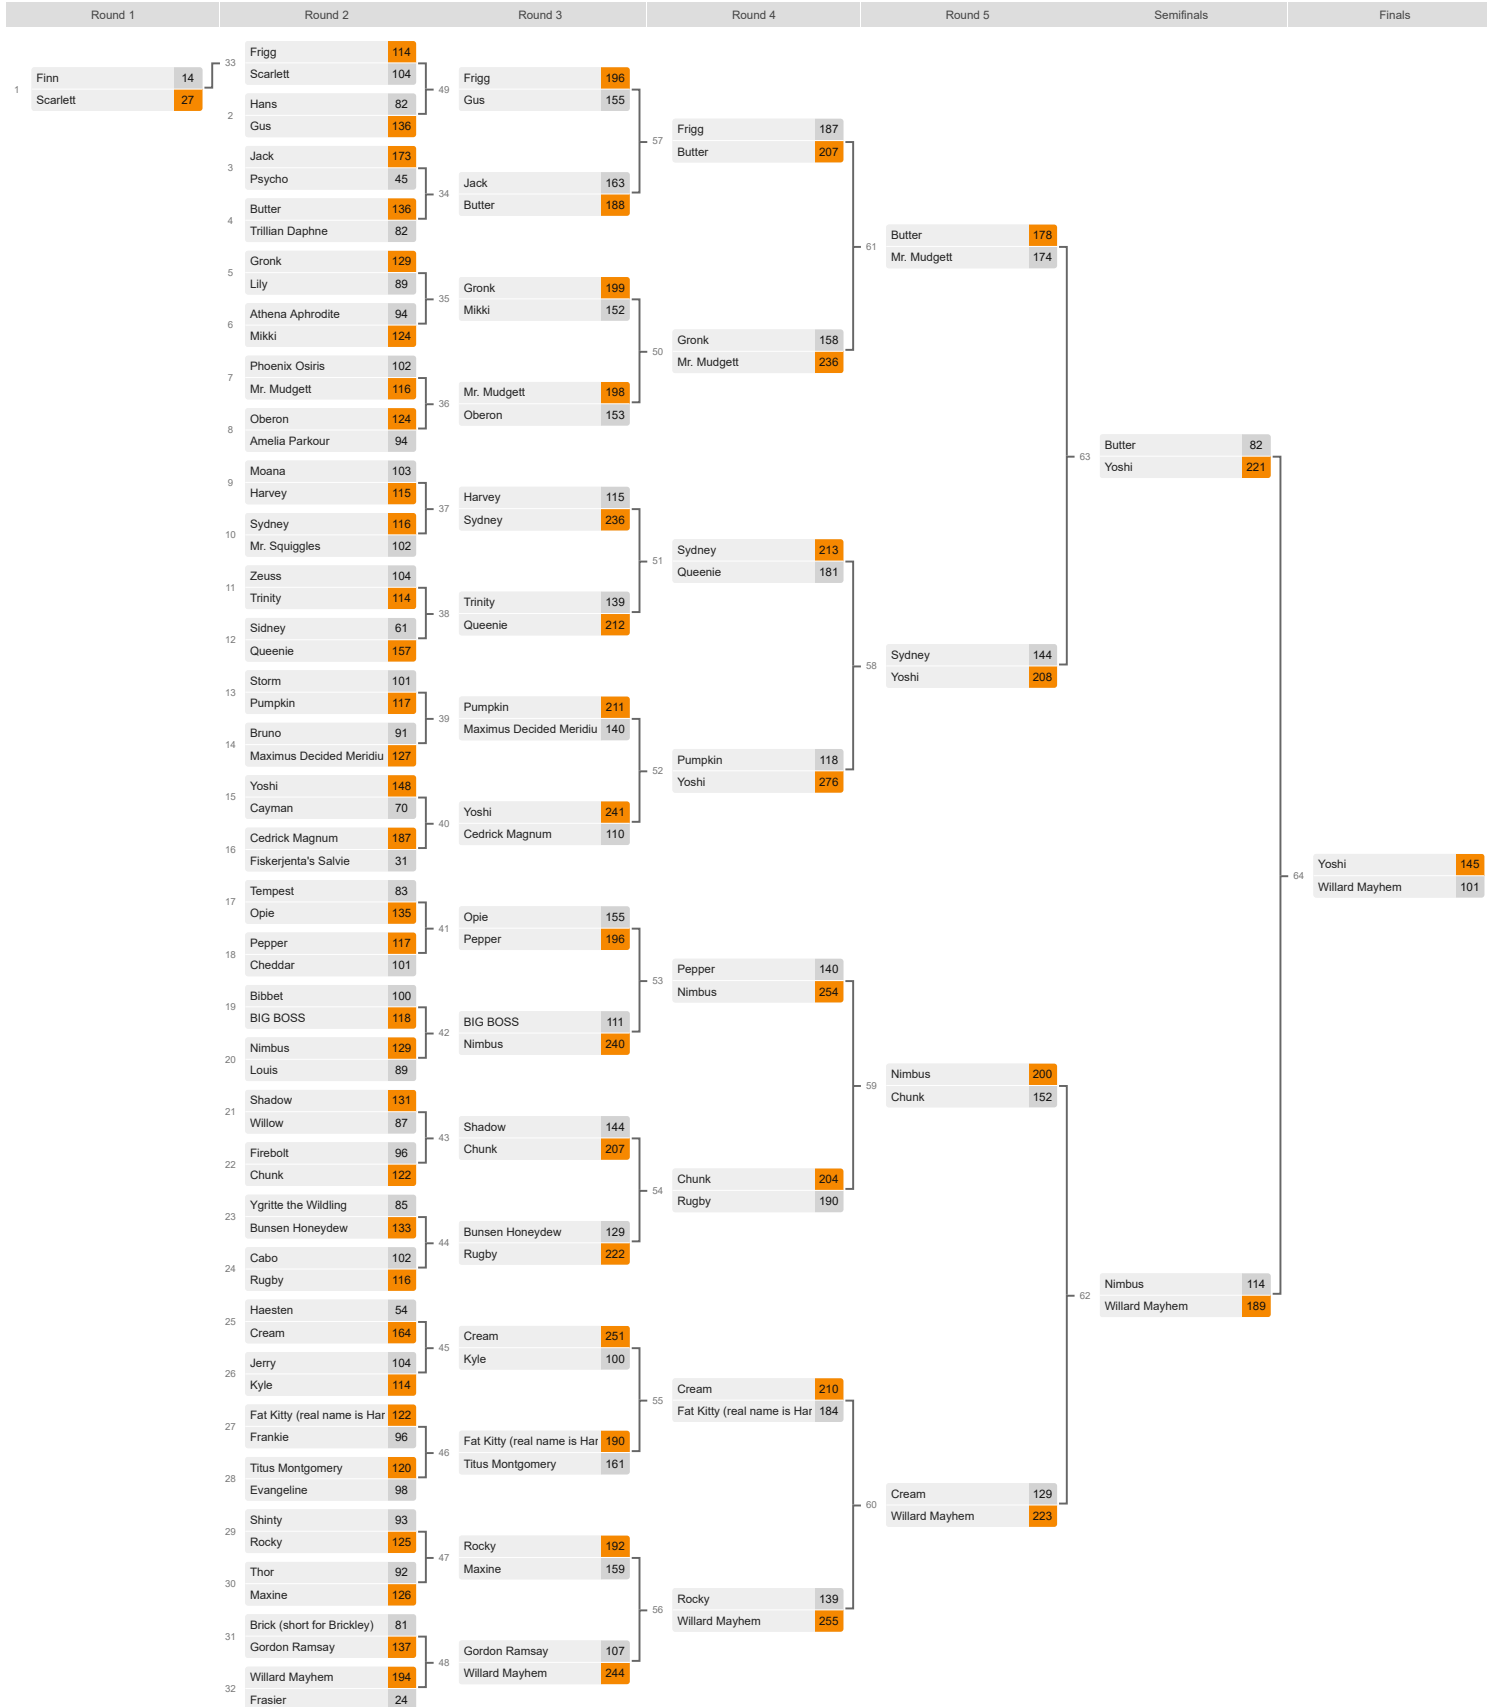 Round 1
Round 2
Round 3
Round 4
Round 5
Semifinals
Finals
1
Finn 14
Scarlett 27
33
Frigg 114
Scarlett 104
2
Hans 82
Gus 136
3
Jack 173
Psycho 45
4
Butter 136
Trillian Daphne 82
5
Gronk 129
Lily 89
6
Athena Aphrodite 94
Mikki 124
7
Phoenix Osiris 102
Mr. Mudgett 116
8
Oberon 124
Amelia Parkour 94
9
Moana 103
Harvey 115
10
Sydney 116
Mr. Squiggles 102
11
Zeuss 104
Trinity 114
12
Sidney 61
Queenie 157
13
Storm 101
Pumpkin 117
14
Bruno 91
Maximus Decided Meridiu 127
15
Yoshi 148
Cayman 70
16
Cedrick Magnum 187
Fiskerjenta's Salvie 31
17
Tempest 83
Opie 135
18
Pepper 117
Cheddar 101
19
Bibbet 100
BIG BOSS 118
20
Nimbus 129
Louis 89
21
Shadow 131
Willow 87
22
Firebolt 96
Chunk 122
23
Ygritte the Wildling 85
Bunsen Honeydew 133
24
Cabo 102
Rugby 116
25
Haesten 54
Cream 164
26
Jerry 104
Kyle 114
27
Fat Kitty (real name is Har 122
Frankie 96
28
Titus Montgomery 120
Evangeline 98
29
Shinty 93
Rocky 125
30
Thor 92
Maxine 126
31
Brick (short for Brickley) 81
Gordon Ramsay 137
32
Willard Mayhem 194
Frasier 24
49
Frigg 196
Gus 155
34
Jack 163
Butter 188
35
Gronk 199
Mikki 152
36
Mr. Mudgett 198
Oberon 153
37
Harvey 115
Sydney 236
38
Trinity 139
Queenie 212
39
Pumpkin 211
Maximus Decided Meridiu 140
40
Yoshi 241
Cedrick Magnum 110
41
Opie 155
Pepper 196
42
BIG BOSS 111
Nimbus 240
43
Shadow 144
Chunk 207
44
Bunsen Honeydew 129
Rugby 222
45
Cream 251
Kyle 100
46
Fat Kitty (real name is Har 190
Titus Montgomery 161
47
Rocky 192
Maxine 159
48
Gordon Ramsay 107
Willard Mayhem 244
57
Frigg 187
Butter 207
50
Gronk 158
Mr. Mudgett 236
51
Sydney 213
Queenie 181
52
Pumpkin 118
Yoshi 276
53
Pepper 140
Nimbus 254
54
Chunk 204
Rugby 190
55
Cream 210
Fat Kitty (real name is Har 184
56
Rocky 139
Willard Mayhem 255
61
Butter 178
Mr. Mudgett 174
58
Sydney 144
Yoshi 208
59
Nimbus 200
Chunk 152
60
Cream 129
Willard Mayhem 223
63
Butter 82
Yoshi 221
62
Nimbus 114
Willard Mayhem 189
64
Yoshi 145
Willard Mayhem 101